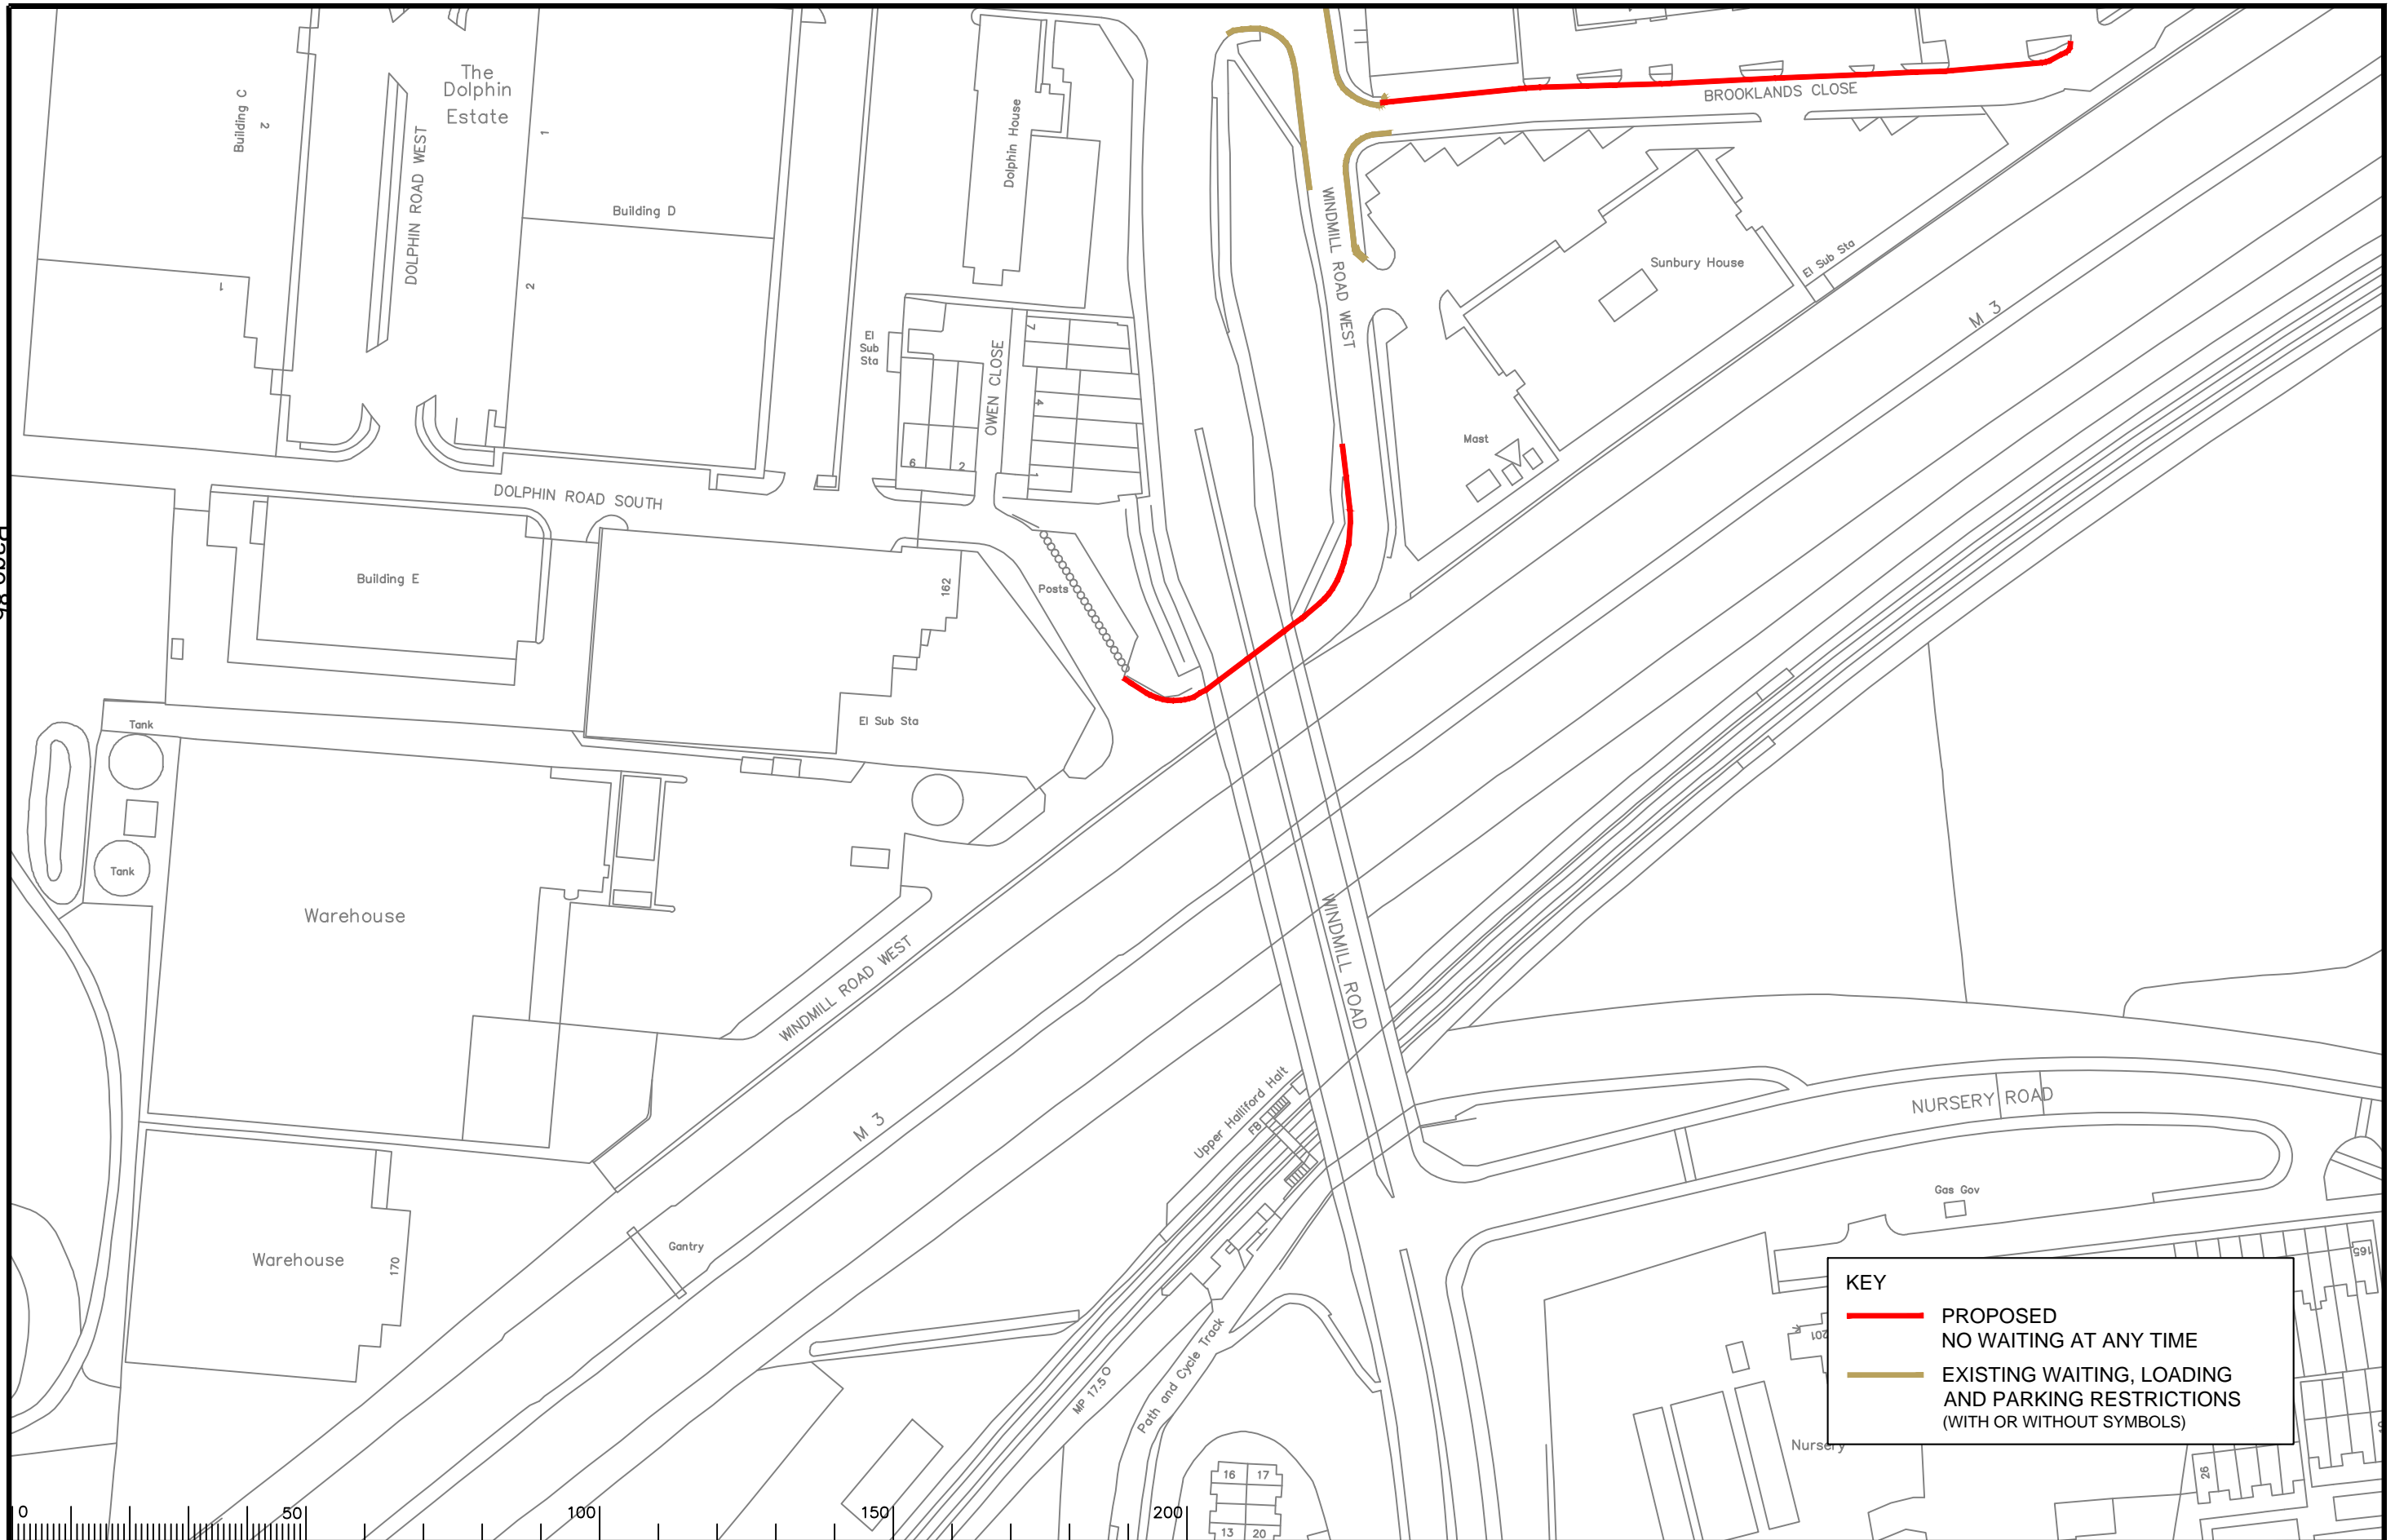 The
Dolphin
Estate
Building C
2
1
DOLPHIN ROAD WEST
1
Building D
2
Dolphin House
BROOKLANDS CLOSE
WINDMILL ROAD WEST
Sunbury House
El Sub Sta
M 3
El
Sub
Sta
OWEN CLOSE
7
4
1
6
2
Mast
DOLPHIN ROAD SOUTH
Building E
162
Posts
El Sub Sta
Tank
Tank
Warehouse
WINDMILL ROAD WEST
WINDMILL ROAD
M 3
Upper Halliford Halt
FB
NURSERY ROAD
Gas Gov
Warehouse
170
Gantry
MP 17.5
Path and Cycle Track
165
201
KEY
PROPOSED
NO WAITING AT ANY TIME
EXISTING WAITING, LOADING
AND PARKING RESTRICTIONS
(WITH OR WITHOUT SYMBOLS)
Nursery
26
16
17
13
20
0
50
100
150
200